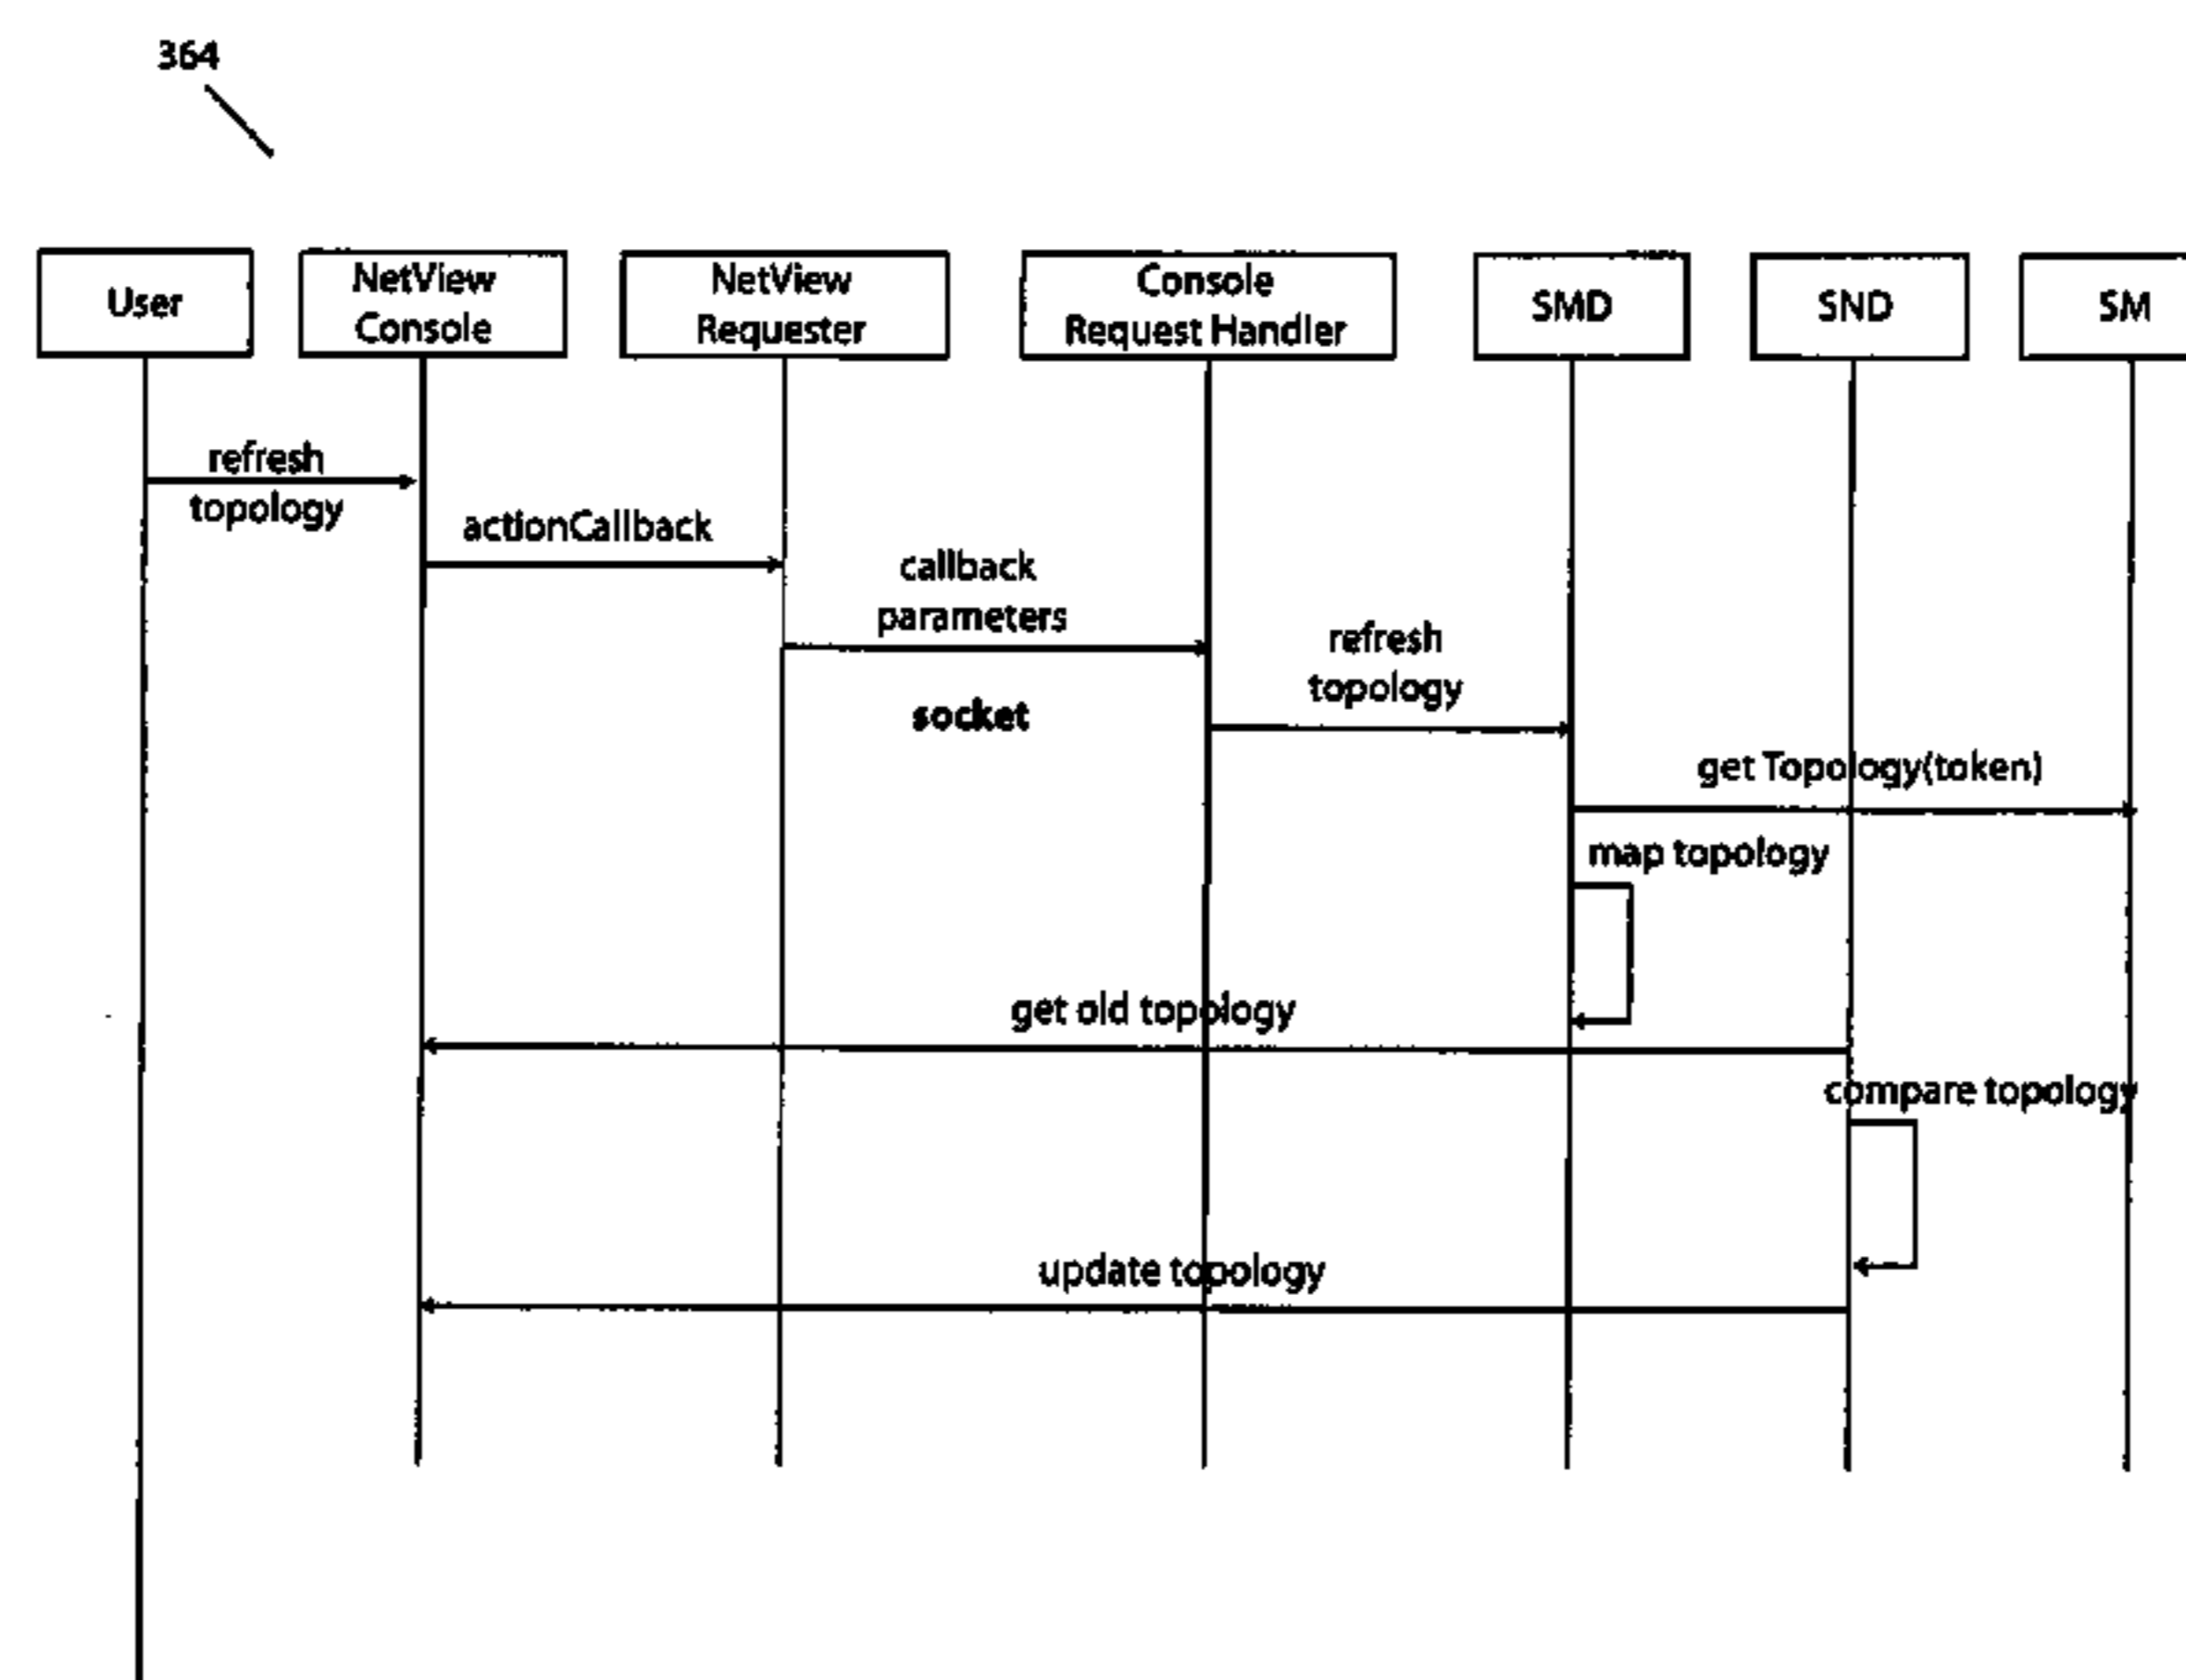 364
User
NetView
Console
NetView
Requester
Console
Request Handler
SMD
SND
SM
refresh
topology
actionCallback
callback
parameters
socket
refresh
topology
get Topology(token)
map topology
get old topology
compare topology
update topology